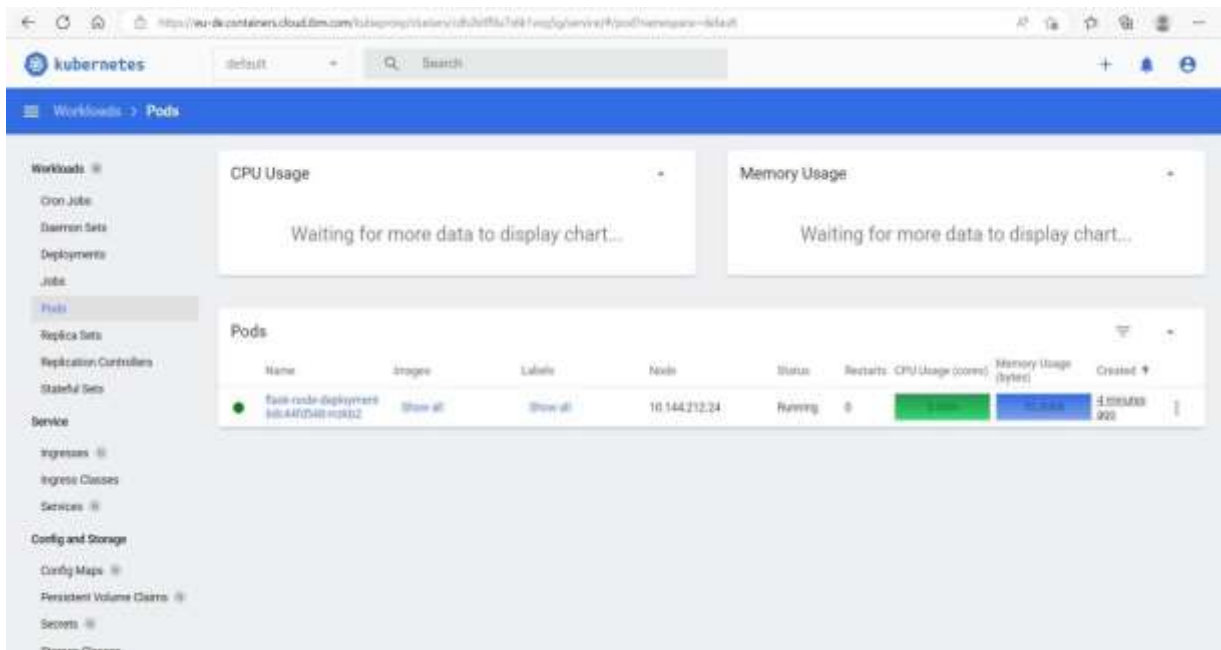 kubernetes
default
Search
Workloads > Pods
Workloads
Cron Jobs
Daemon Sets
Deployments
Jobs
Pods
Replica Sets
Replication Controllers
Stateful Sets
Service
Ingresses
Ingress Classes
Services
Config and Storage
Config Maps
Persistent Volume Claims
Secrets
Storage Classes
CPU Usage
Waiting for more data to display chart...
Memory Usage
Waiting for more data to display chart...
Pods
Name Images Labels Node Status Restarts CPU Usage (cores) Memory Usage (bytes) Created
Show all Show all 10.144.212.24 Running 0 4 minutes ago